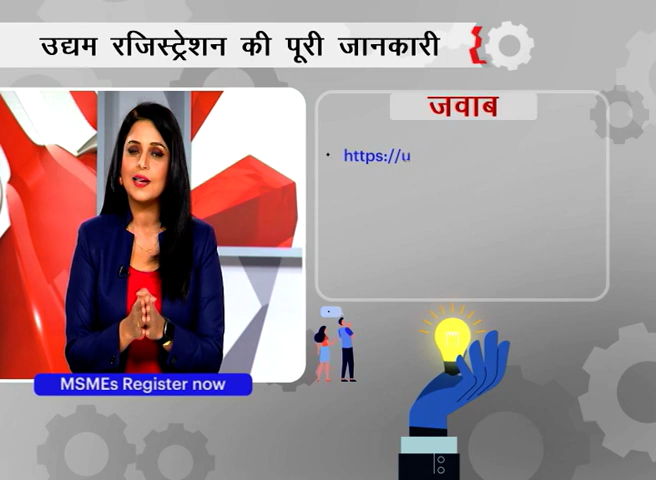 उद्यम रजिस्ट्रेशन की पूरी जानकारी
जवाब
• https://u
MSMEs Register now